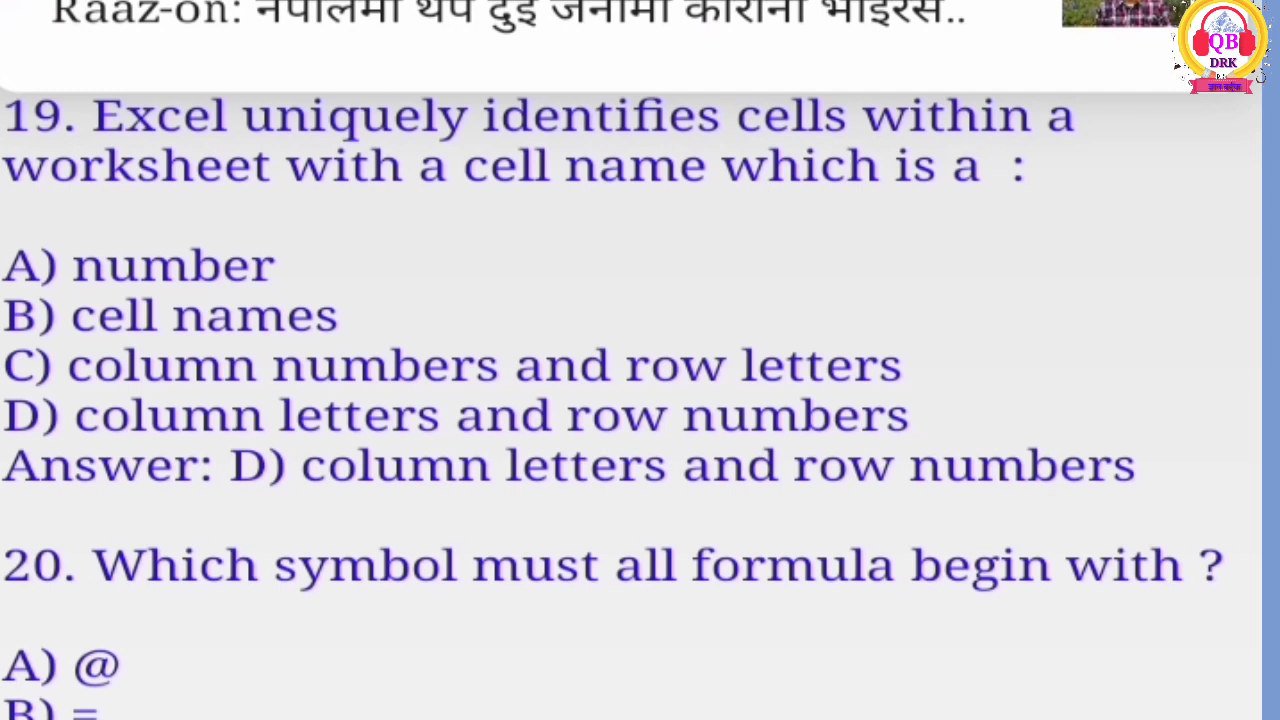 Raaz-on: नेपालमा थप दुई जनामा कोरोना भाइरस..
QB
DRK
19. Excel uniquely identifies cells within a
worksheet with a cell name which is a :
A) number
B) cell names
C) column numbers and row letters
D) column letters and row numbers
Answer: D) column letters and row numbers
20. Which symbol must all formula begin with ?
A) @
B) =